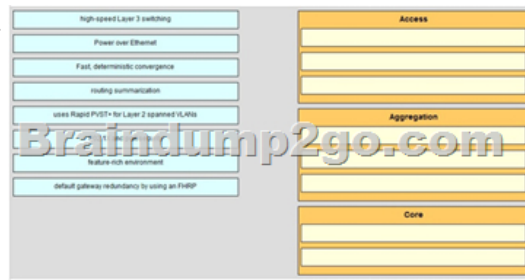 high-speed Layer 3 switching
Power over Ethernet
Fast, deterministic convergence
routing summarization
uses Rapid PVST+ for Layer 2 spanned VLANs
Braindump2go.com
feature-rich environment
default gateway redundancy by using an FHRP
Access
Aggregation
Core